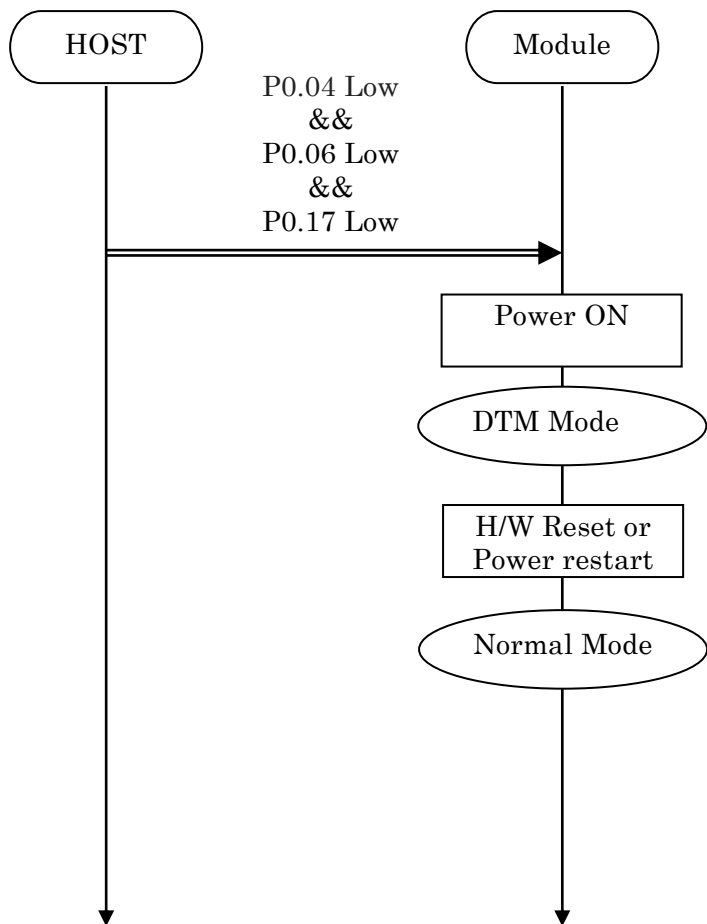 HOST
Module
P0.04 Low
&&
P0.06 Low
&&
P0.17 Low
Power ON
DTM Mode
H/W Reset or
Power restart
Normal Mode